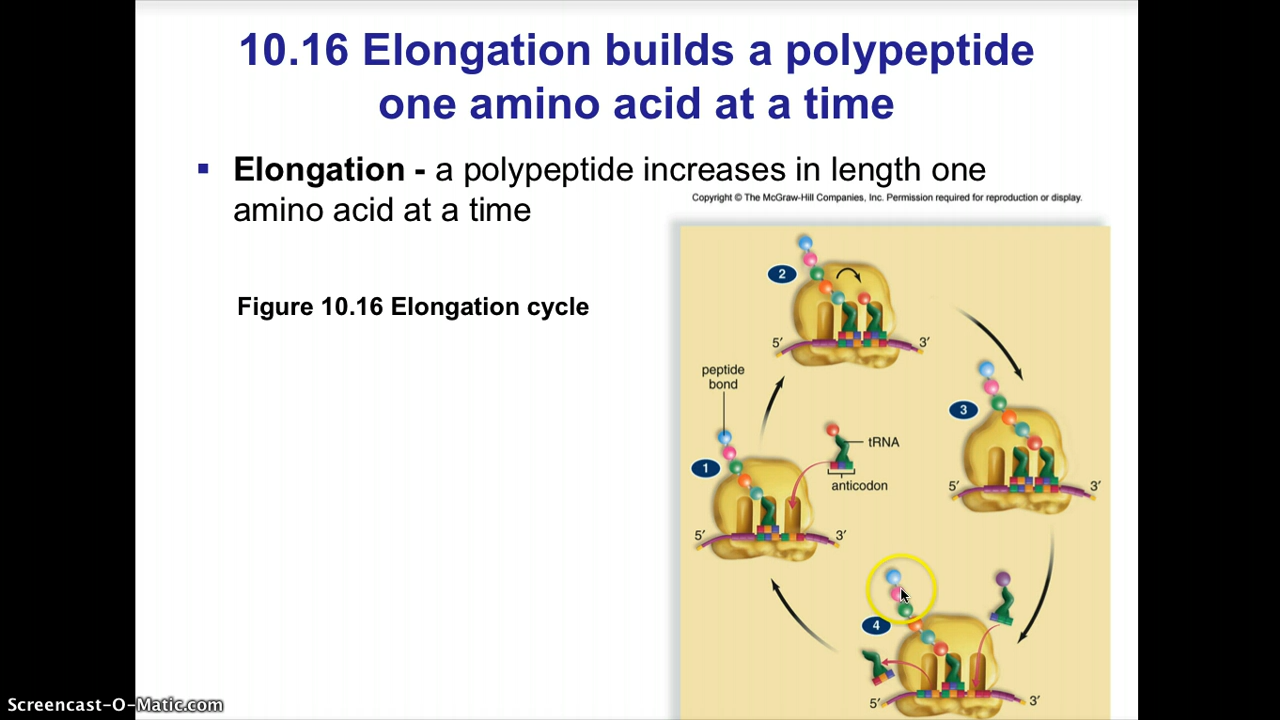 10.16 Elongation builds a polypeptide
one amino acid at a time
Elongation - a polypeptide increases in length one
amino acid at a time
Copyright © The McGraw-Hill Companies, Inc. Permission required for reproduction or display.
Figure 10.16 Elongation cycle
2
5′
3′
peptide
bond
3
1
tRNA
anticodon
5′
3′
5′
3′
4
5′
3′
Screencast-O-Matic.com